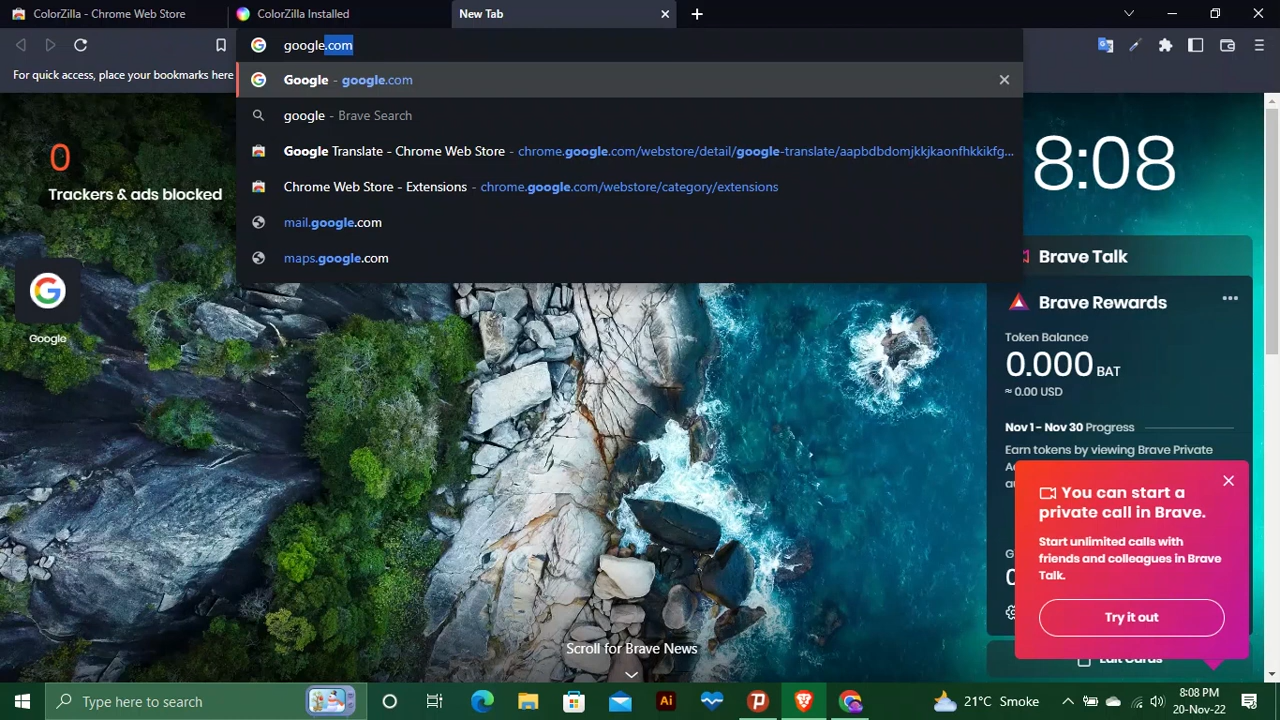 ColorZilla - Chrome Web Store
ColorZilla Installed
New Tab
google.com
For quick access, place your bookmarks here
Google - google.com
google - Brave Search
Google Translate - Chrome Web Store - chrome.google.com/webstore/detail/google-translate/aapbdbdomjkkjkaonfhkkikfg...
Chrome Web Store - Extensions - chrome.google.com/webstore/category/extensions
mail.google.com
maps.google.com
0
Trackers & ads blocked
Google
8:08
Brave Talk
Brave Rewards
Token Balance
0.000 BAT
≈ 0.00 USD
Nov 1 - Nov 30 Progress
Earn tokens by viewing Brave Private
You can start a
private call in Brave.
Start unlimited calls with
friends and colleagues in Brave
Talk.
Try it out
Edit Cards
Scroll for Brave News
Type here to search
Ai
21°C Smoke
8:08 PM
20-Nov-22